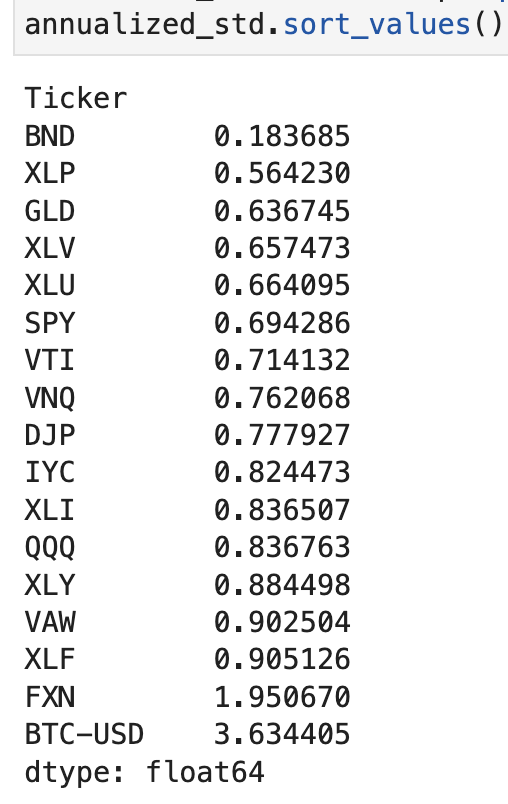 annualized_std.sort_values()
Ticker
BND 0.183685
XLP 0.564230
GLD 0.636745
XLV 0.657473
XLU 0.664095
SPY 0.694286
VTI 0.714132
VNQ 0.762068
DJP 0.777927
IYC 0.824473
XLI 0.836507
QQQ 0.836763
XLY 0.884498
VAW 0.902504
XLF 0.905126
FXN 1.950670
BTC-USD 3.634405
dtype: float64